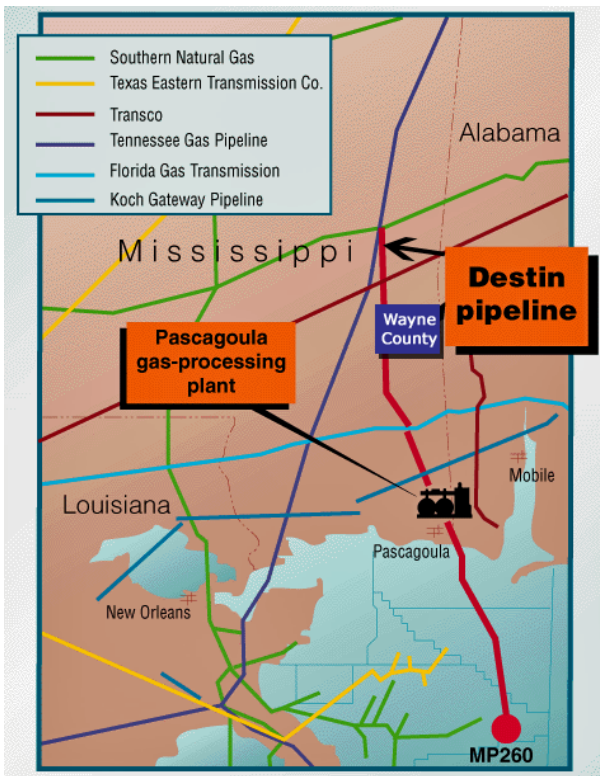 Southern Natural Gas
Texas Eastern Transmission Co.
Transco
Tennessee Gas Pipeline
Florida Gas Transmission
Koch Gateway Pipeline
Alabama
Mississippi
Destin
pipeline
Wayne
County
Pascagoula
gas-processing
plant
Mobile
Louisiana
Pascagoula
New Orleans
MP260